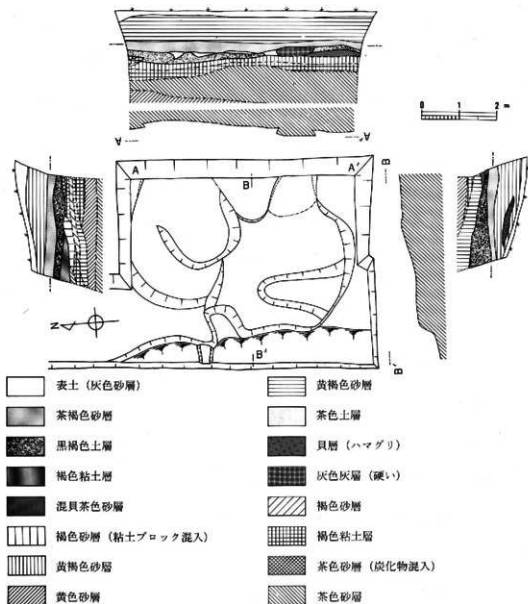 0 1 2 m
A A'
A B A' B
N
B' B'
表土（灰色砂層）
茶褐色砂層
黒褐色土層
褐色粘土層
混貝茶色砂層
褐色砂層（粘土ブロック混入）
黄褐色砂層
黄色砂層
黄褐色砂層
茶色土層
貝層（ハマグリ）
灰色灰層（硬い）
褐色砂層
褐色粘土層
茶色砂層（炭化物混入）
茶色砂層